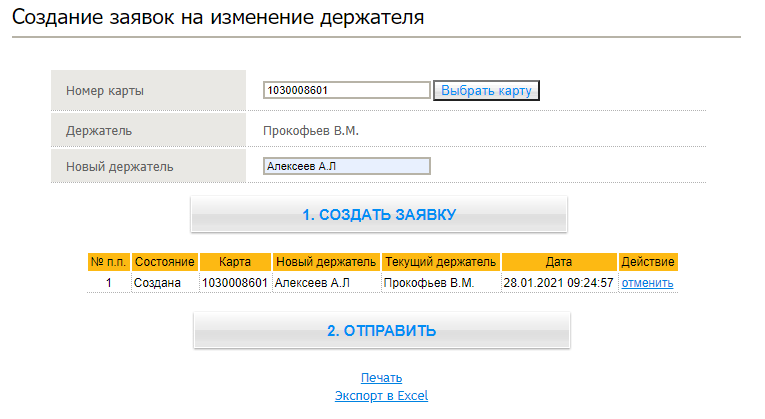 Создание заявок на изменение держателя
Номер карты 1030008601 Выбрать карту
Держатель Прокофьев В.М.
Новый держатель Алексеев А.Л
1. СОЗДАТЬ ЗАЯВКУ
№ п.п. Состояние Карта Новый держатель Текущий держатель Дата Действие
1 Создана 1030008601 Алексеев А.Л Прокофьев В.М. 28.01.2021 09:24:57 отменить
2. ОТПРАВИТЬ
Печать
Экспорт в Excel